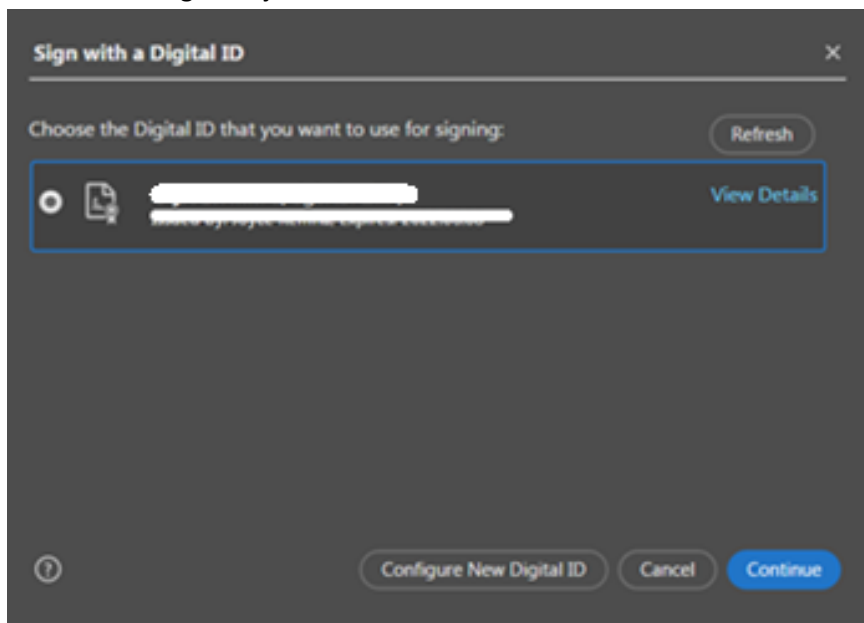 Sign with a Digital ID
Choose the Digital ID that you want to use for signing:
Refresh
View Details
Configure New Digital ID
Cancel
Continue